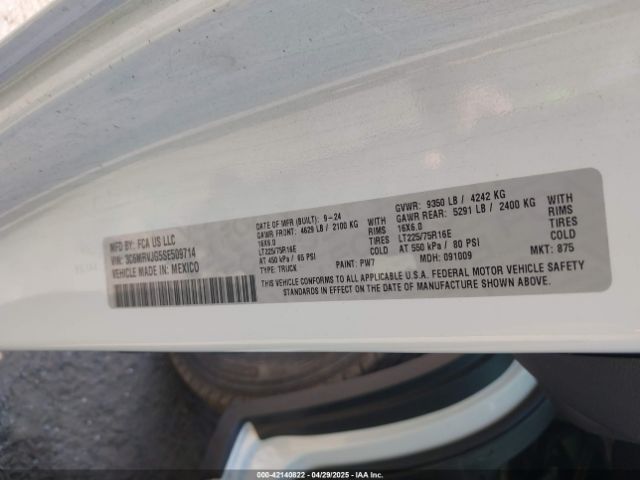 MFD BY: FCA US LLC
VIN: 3C6MRVUG5SE509714
VEHICLE MADE IN: MEXICO
DATE OF MFR (BUILT): 9-24
GAWR FRONT: 4629 LB / 2100 KG WITH
16X6.0 RIMS
LT225/75R16E TIRES
AT 450 kPa / 65 PSI COLD
TYPE: TRUCK PAINT: PW7
GVWR: 9350 LB / 4242 KG
GAWR REAR: 5291 LB / 2400 KG WITH
16X6.0 RIMS
LT225/75R16E TIRES
AT 550 kPa / 80 PSI COLD
MDH: 091009 MKT: 875
THIS VEHICLE CONFORMS TO ALL APPLICABLE U.S.A. FEDERAL MOTOR VEHICLE SAFETY
STANDARDS IN EFFECT ON THE DATE OF MANUFACTURE SHOWN ABOVE.
000-42140822 - 04/29/2025 - IAA Inc.